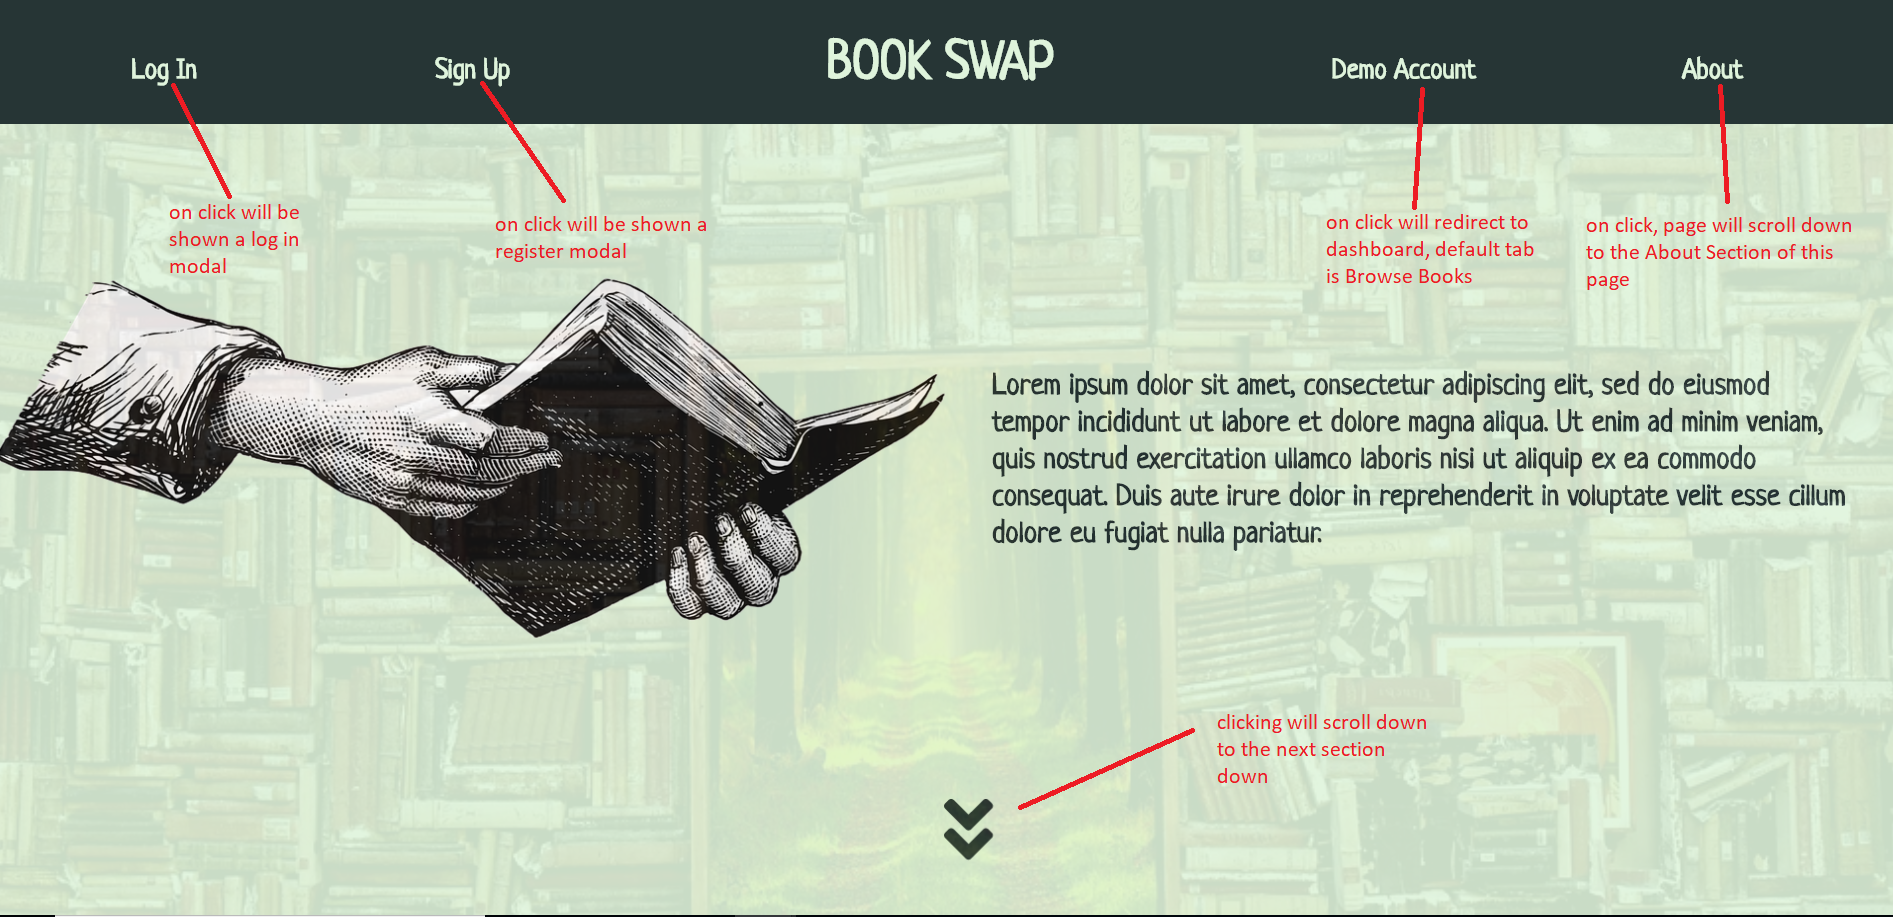 Log In
Sign Up
BOOK SWAP
Demo Account
About
on click will be
shown a log in
modal
on click will be shown a
register modal
on click will redirect to
dashboard, default tab
is Browse Books
on click, page will scroll down
to the About Section of this
page
Lorem ipsum dolor sit amet, consectetur adipiscing elit, sed do eiusmod
tempor incididunt ut labore et dolore magna aliqua. Ut enim ad minim veniam,
quis nostrud exercitation ullamco laboris nisi ut aliquip ex ea commodo
consequat. Duis aute irure dolor in reprehenderit in voluptate velit esse cillum
dolore eu fugiat nulla pariatur.
clicking will scroll down
to the next section
down